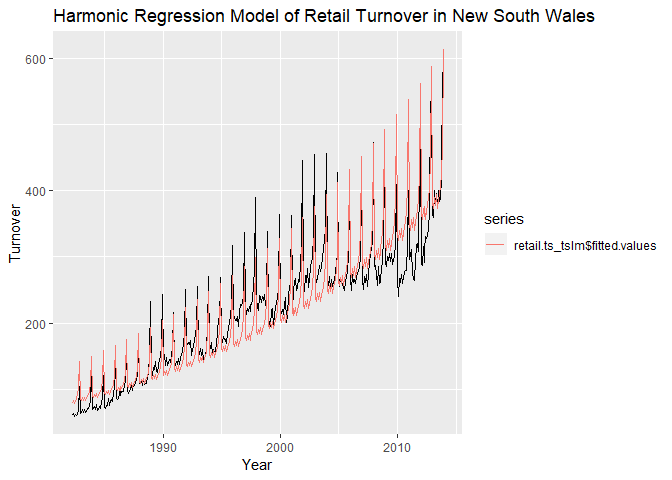 Harmonic Regression Model of Retail Turnover in New South Wales
600
400
200
Turnover
1990
2000
2010
Year
series
retail.ts_tslm$fitted.values